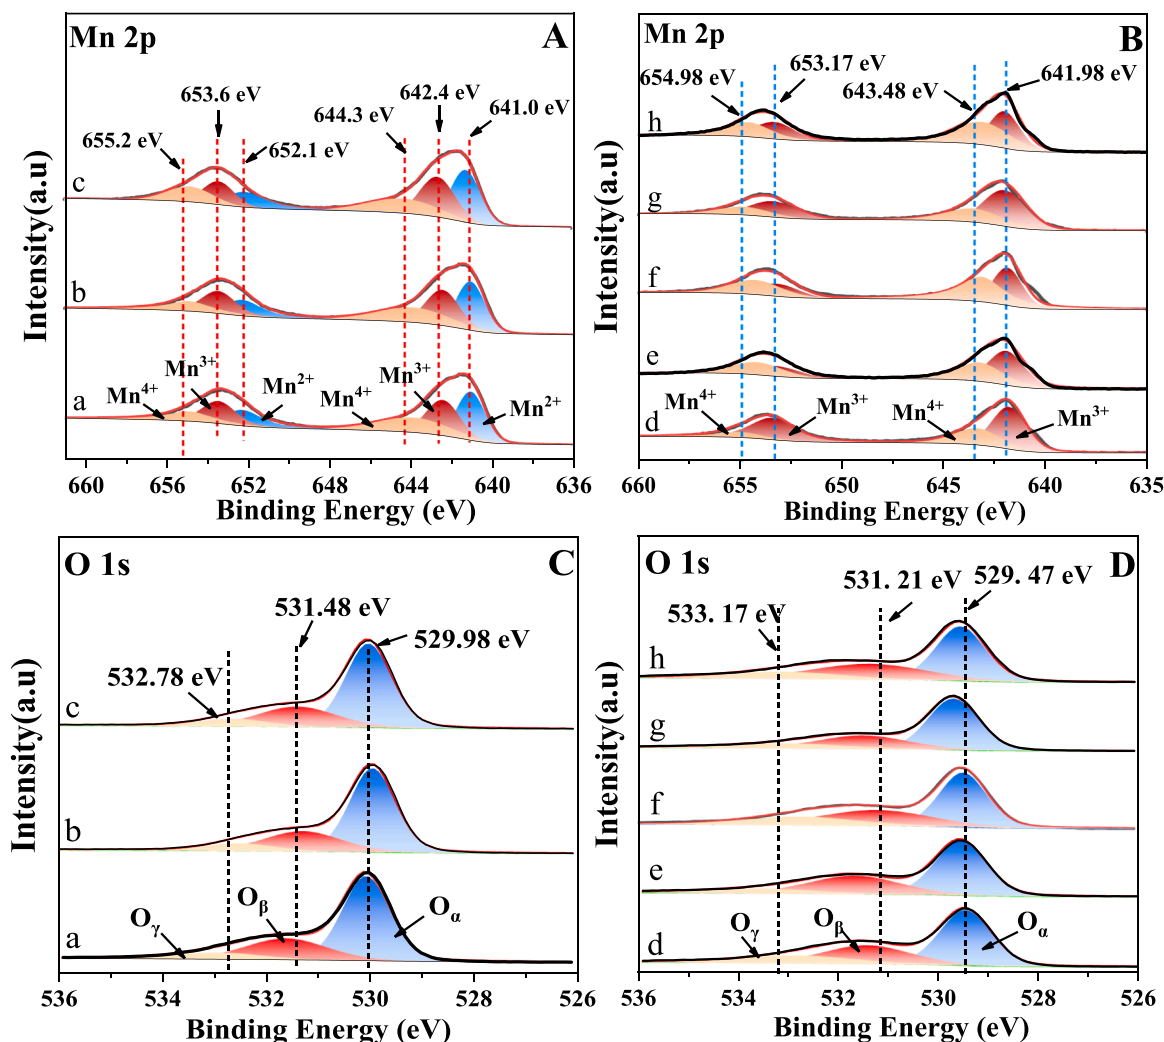 Mn 2p
A
653.6 eV
642.4 eV
655.2 eV
652.1 eV
644.3 eV
641.0 eV
c
b
Mn4+
Mn3+
Mn2+
Mn4+
Mn3+
Mn2+
a
Intensity(a.u)
660 656 652 648 644 640 636
Binding Energy (eV)
Mn 2p
B
654.98 eV
653.17 eV
643.48 eV
641.98 eV
h
g
f
e
Mn4+
Mn3+
Mn4+
Mn3+
d
Intensity(a.u)
660 655 650 645 640 635
Binding Energy (eV)
O 1s
C
531.48 eV
529.98 eV
532.78 eV
c
b
Oγ
Oβ
Oα
a
Intensity(a.u)
536 534 532 530 528 526
Binding Energy (eV)
O 1s
D
533. 17 eV
531. 21 eV
529. 47 eV
h
g
f
e
Oγ
Oβ
Oα
d
Intensity(a.u)
536 534 532 530 528 526
Binding Energy (eV)